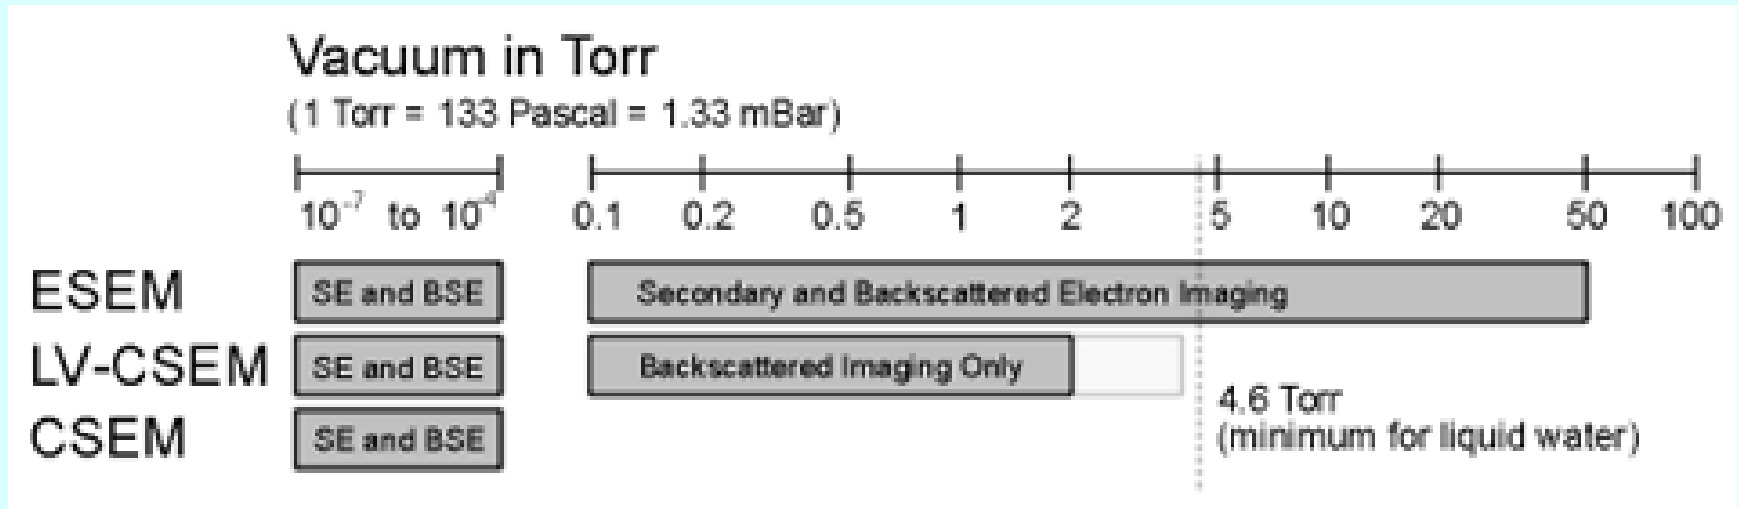 Vacuum in Torr
(1 Torr = 133 Pascal = 1.33 mBar)
10⁻⁷ to 10⁻⁴ 0.1 0.2 0.5 1 2 5 10 20 50 100
ESEM SE and BSE Secondary and Backscattered Electron Imaging
LV-CSEM SE and BSE Backscattered Imaging Only
CSEM SE and BSE
4.6 Torr
(minimum for liquid water)